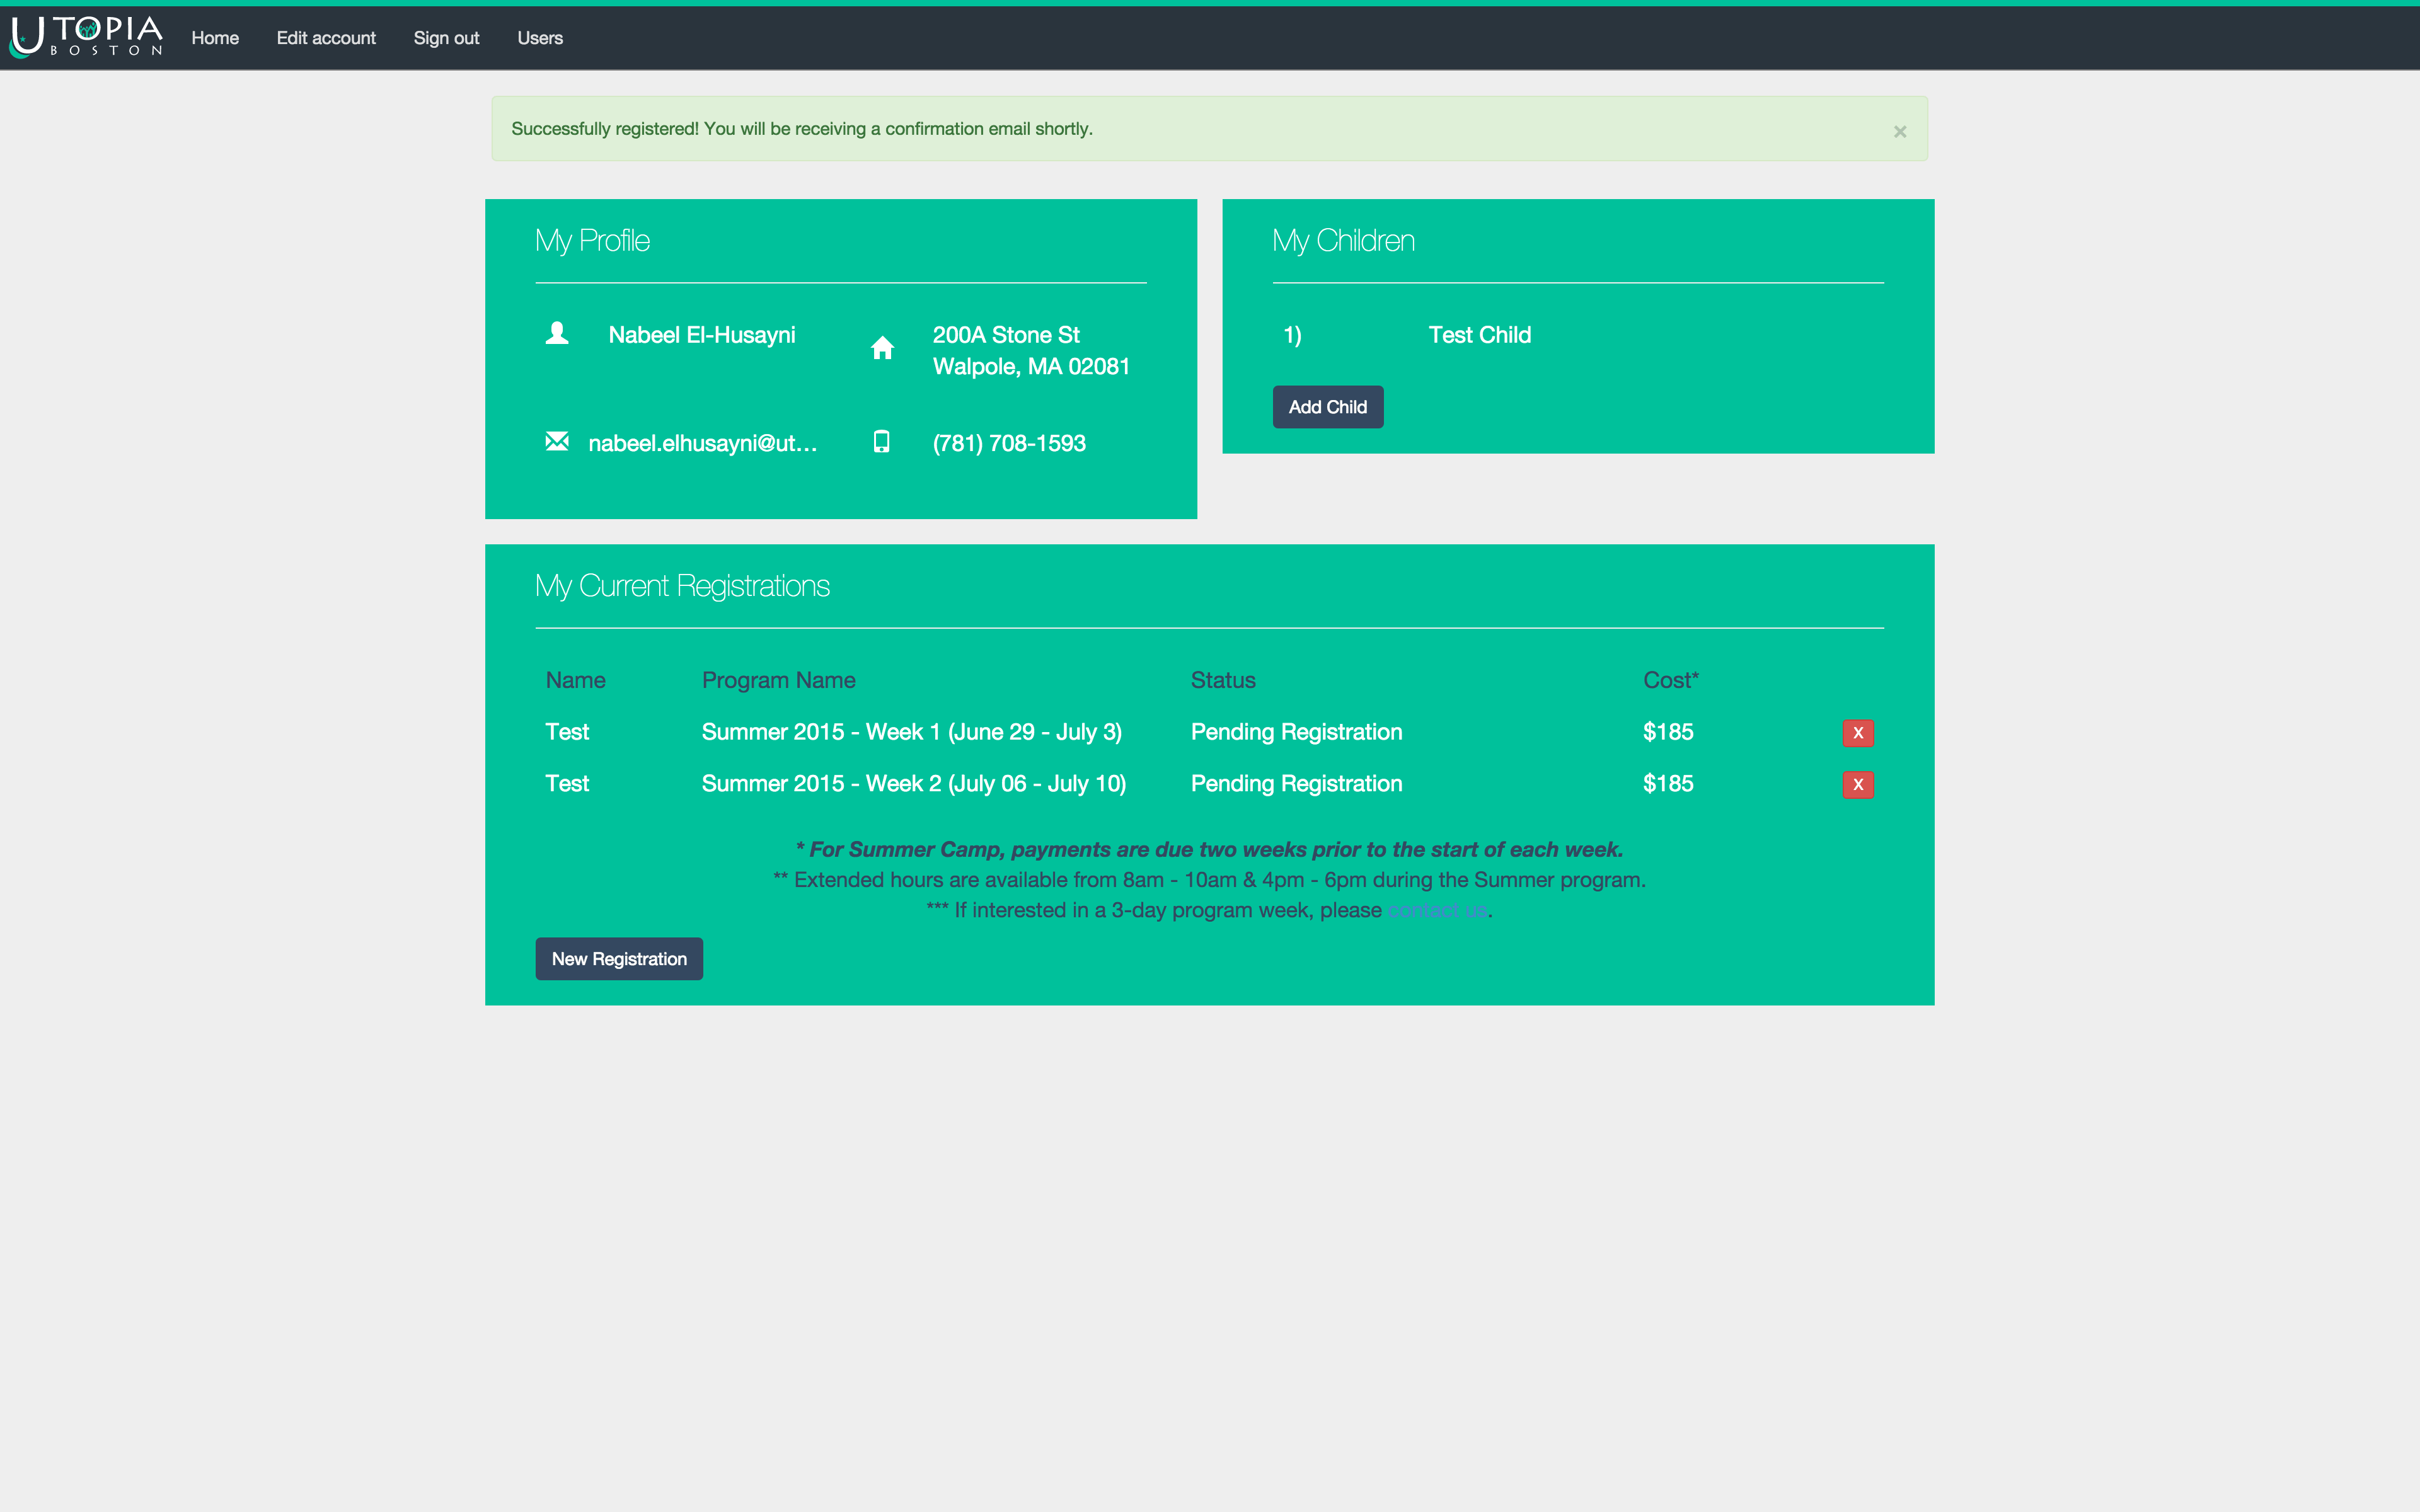 UTOPIA
BOSTON
Home Edit account Sign out Users
Successfully registered! You will be receiving a confirmation email shortly. ×
My Profile
Nabeel El-Husayni
200A Stone St
Walpole, MA 02081
nabeel.elhusayni@ut...
(781) 708-1593
My Children
1) Test Child
Add Child
My Current Registrations
Name Program Name Status Cost*
Test Summer 2015 - Week 1 (June 29 - July 3) Pending Registration $185 X
Test Summer 2015 - Week 2 (July 06 - July 10) Pending Registration $185 X
* For Summer Camp, payments are due two weeks prior to the start of each week.
** Extended hours are available from 8am - 10am & 4pm - 6pm during the Summer program.
*** If interested in a 3-day program week, please contact us.
New Registration